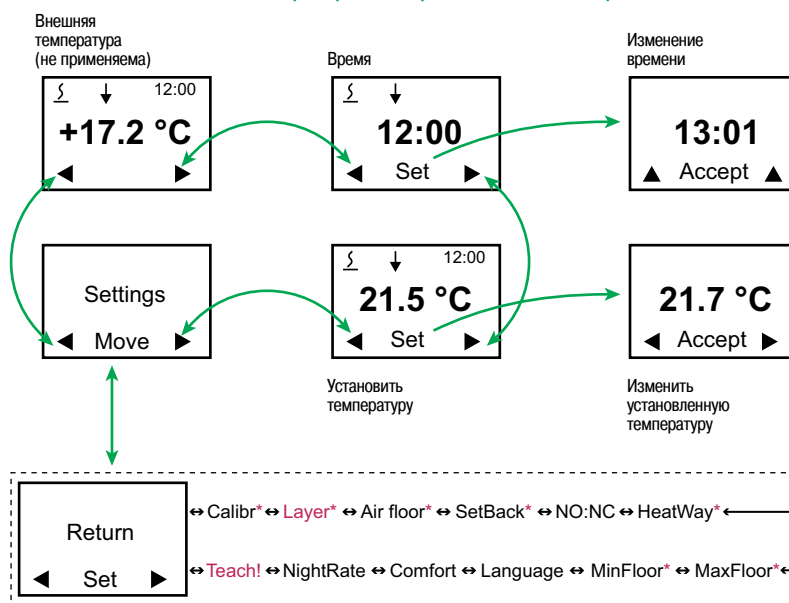 Внешняя
температура
(не применяема)
Время
Изменение
времени
12:00
+17.2 °C
◀ ▶
12:00
◀ Set ▶
13:01
▲ Accept ▲
Settings
◀ Move ▶
12:00
21.5 °C
◀ Set ▶
21.7 °C
◀ Accept ▶
Установить
температуру
Изменить
установленную
температуру
Return
◀ Set ▶
↔ Calibr* ↔ Layer* ↔ Air floor* ↔ SetBack* ↔ NO:NC ↔ HeatWay* ←
↔ Teach! ↔ NightRate ↔ Comfort ↔ Language ↔ MinFloor* ↔ MaxFloor* ←